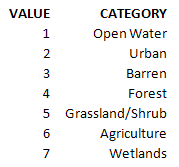 VALUE CATEGORY
1 Open Water
2 Urban
3 Barren
4 Forest
5 Grassland/Shrub
6 Agriculture
7 Wetlands